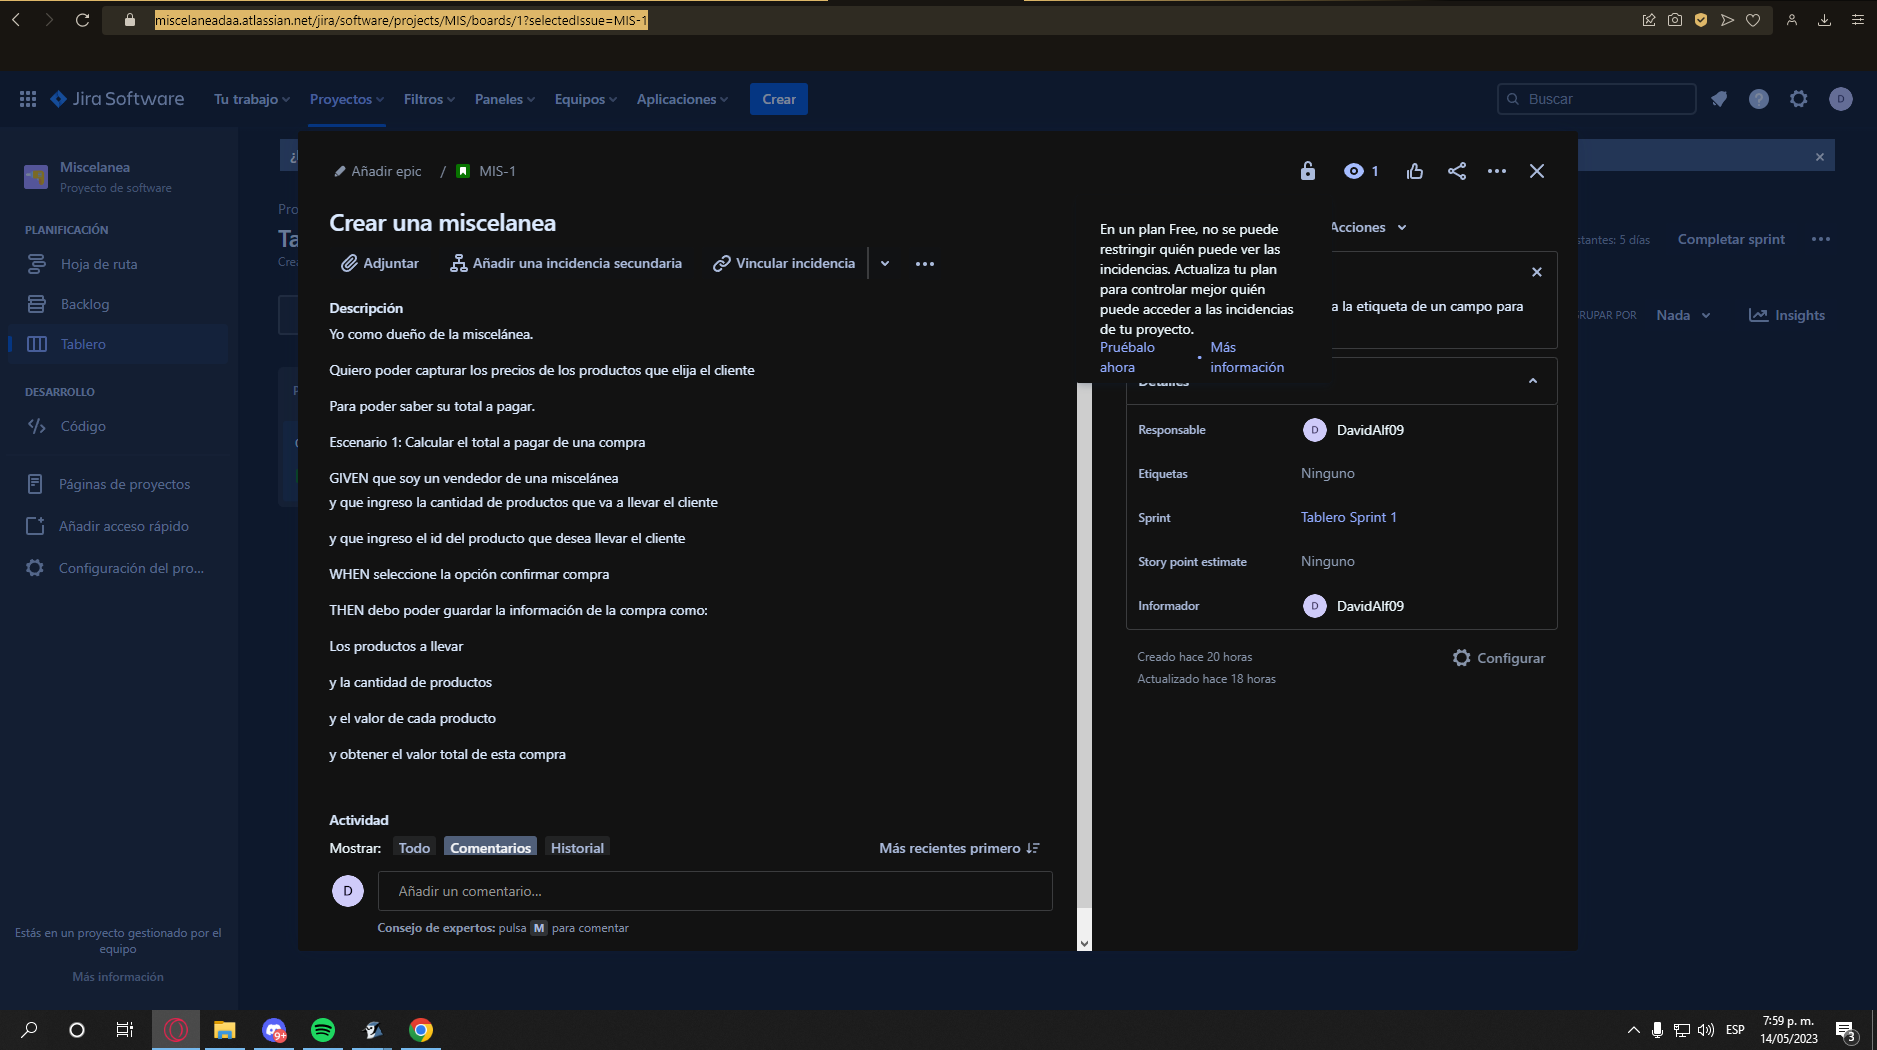 miscelaneadaa.atlassian.net/jira/software/projects/MIS/boards/1?selectedIssue=MIS-1
Jira Software
Tu trabajo
Proyectos
Filtros
Paneles
Equipos
Aplicaciones
Crear
Buscar
D
Miscelanea
Proyecto de software
PLANIFICACIÓN
Hoja de ruta
Backlog
Tablero
DESARROLLO
Código
Páginas de proyectos
Añadir acceso rápido
Configuración del pro...
Estás en un proyecto gestionado por el
equipo
Más información
Pro
Ta
Añadir epic / MIS-1
1
Crear una miscelanea
Adjuntar
Añadir una incidencia secundaria
Vincular incidencia
Descripción
Yo como dueño de la miscelánea.
Quiero poder capturar los precios de los productos que elija el cliente
Para poder saber su total a pagar.
Escenario 1: Calcular el total a pagar de una compra
GIVEN que soy un vendedor de una miscelánea
y que ingreso la cantidad de productos que va a llevar el cliente
y que ingreso el id del producto que desea llevar el cliente
WHEN seleccione la opción confirmar compra
THEN debo poder guardar la información de la compra como:
Los productos a llevar
y la cantidad de productos
y el valor de cada producto
y obtener el valor total de esta compra
Actividad
Mostrar: Todo Comentarios Historial
Más recientes primero
D
Añadir un comentario...
Consejo de expertos: pulsa M para comentar
En un plan Free, no se puede
restringir quién puede ver las
incidencias. Actualiza tu plan
para controlar mejor quién
puede acceder a las incidencias
de tu proyecto.
Pruébalo
ahora
•
Más
información
Acciones
a la etiqueta de un campo para
Detalles
Responsable
D DavidAlf09
Etiquetas
Ninguno
Sprint
Tablero Sprint 1
Story point estimate
Ninguno
Informador
D DavidAlf09
Creado hace 20 horas
Actualizado hace 18 horas
Configurar
stantes: 5 días
Completar sprint
RUPAR POR
Nada
Insights
9+
ESP
7:59 p. m.
14/05/2023
3